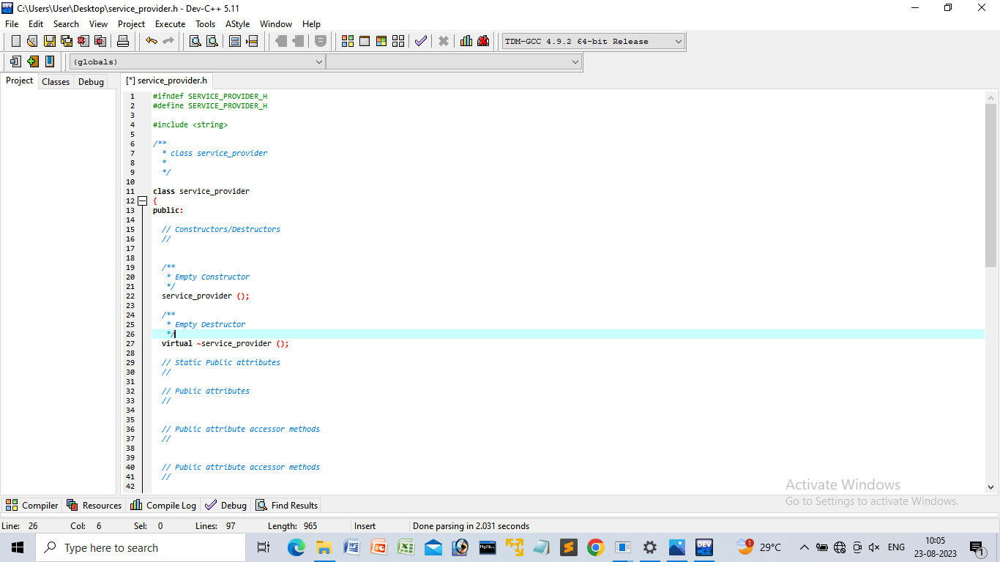 C:\Users\User\Desktop\service_provider.h - Dev-C++ 5.11
File Edit Search View Project Execute Tools AStyle Window Help
TDM-GCC 4.9.2 64-bit Release
(globals)
Project Classes Debug [*] service_provider.h
1 #ifndef SERVICE_PROVIDER_H
2 #define SERVICE_PROVIDER_H
3
4 #include <string>
5
6 /**
7 * class service_provider
8 *
9 */
10
11 class service_provider
12 {
13 public:
14
15 // Constructors/Destructors
16 //
17
18
19 /**
20 * Empty Constructor
21 */
22 service_provider ();
23
24 /**
25 * Empty Destructor
26 */
27 virtual ~service_provider ();
28
29 // Static Public attributes
30 //
31
32 // Public attributes
33 //
34
35
36 // Public attribute accessor methods
37 //
38
39
40 // Public attribute accessor methods
41 //
42
Activate Windows
Go to Settings to activate Windows.
Compiler Resources Compile Log Debug Find Results
Line: 26 Col: 6 Sel: 0 Lines: 97 Length: 965 Insert Done parsing in 2.031 seconds
Type here to search
29°C ENG 10:05
23-08-2023